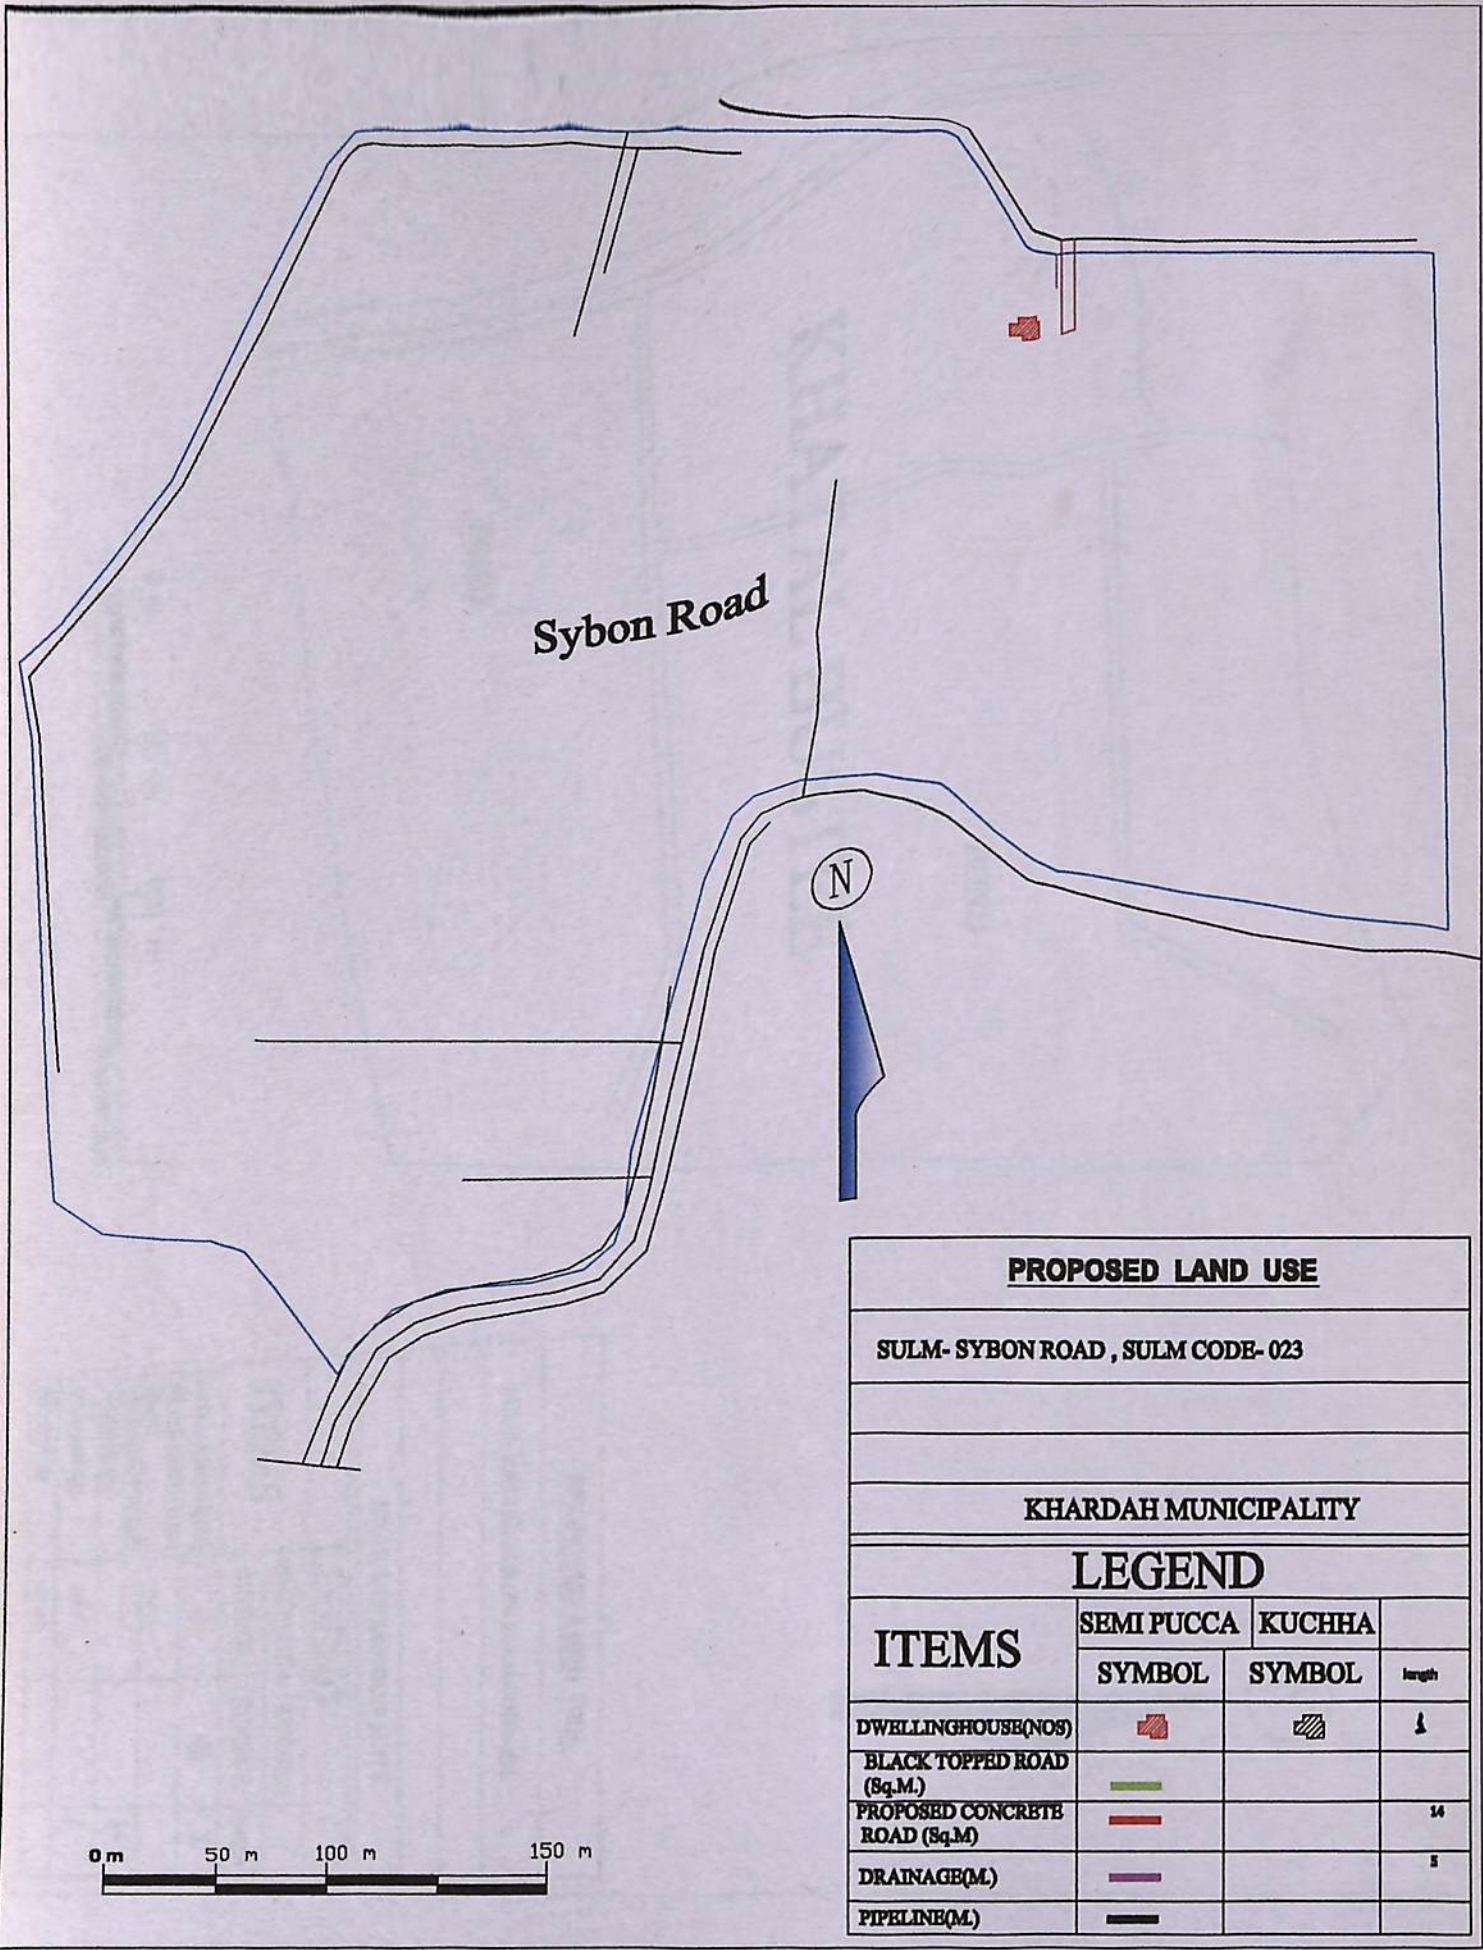 Sybon Road
N
PROPOSED LAND USE
SULM- SYBON ROAD , SULM CODE- 023
KHARDAH MUNICIPALITY
LEGEND
ITEMS
SEMI PUCCA KUCHHA
SYMBOL SYMBOL length
DWELLINGHOUSE(NOS) 1
BLACK TOPPED ROAD
(Sq.M.)
PROPOSED CONCRETE 14
ROAD (Sq.M)
DRAINAGE(M.) 5
PIPELINE(M.)
0 m 50 m 100 m 150 m